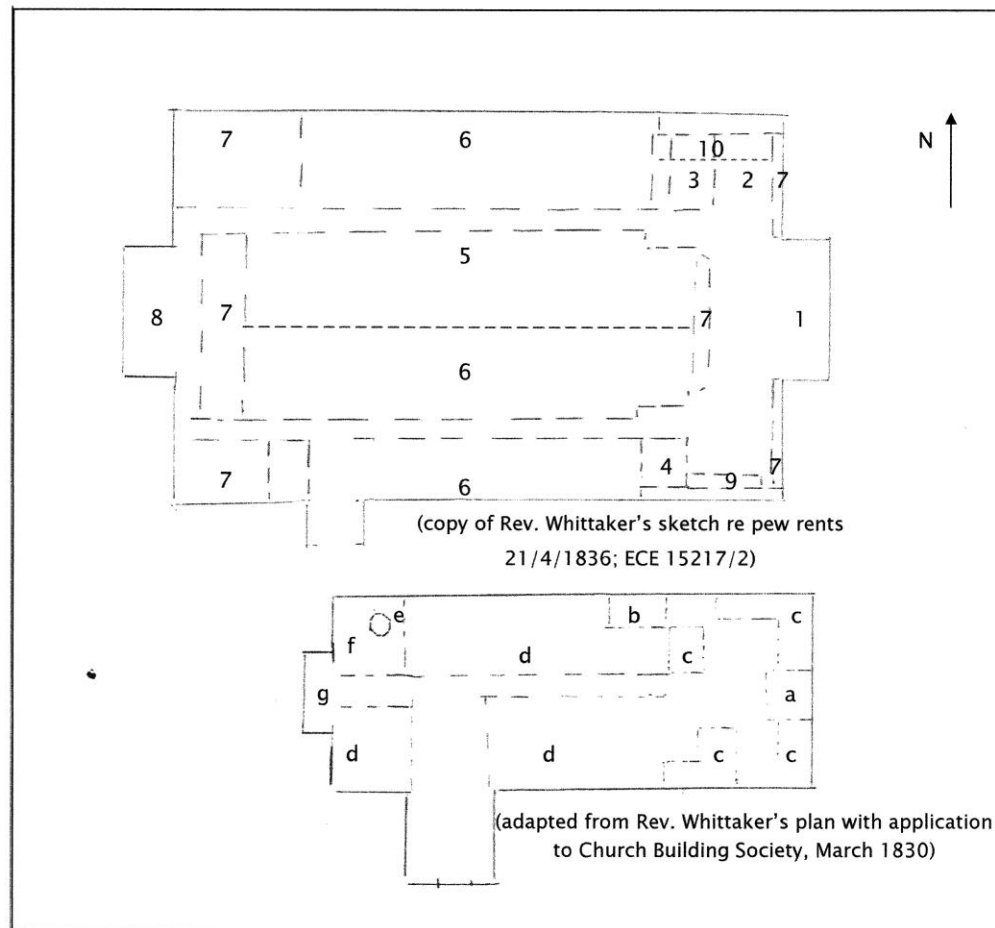 7 6 10 N
3 2 7
5
8 7 7 1
6
7 6 4 9 7
(copy of Rev. Whittaker's sketch re pew rents
21/4/1836; ECE 15217/2)
e b c
f d c
g a
d d c c
(adapted from Rev. Whittaker's plan with application
to Church Building Society, March 1830)